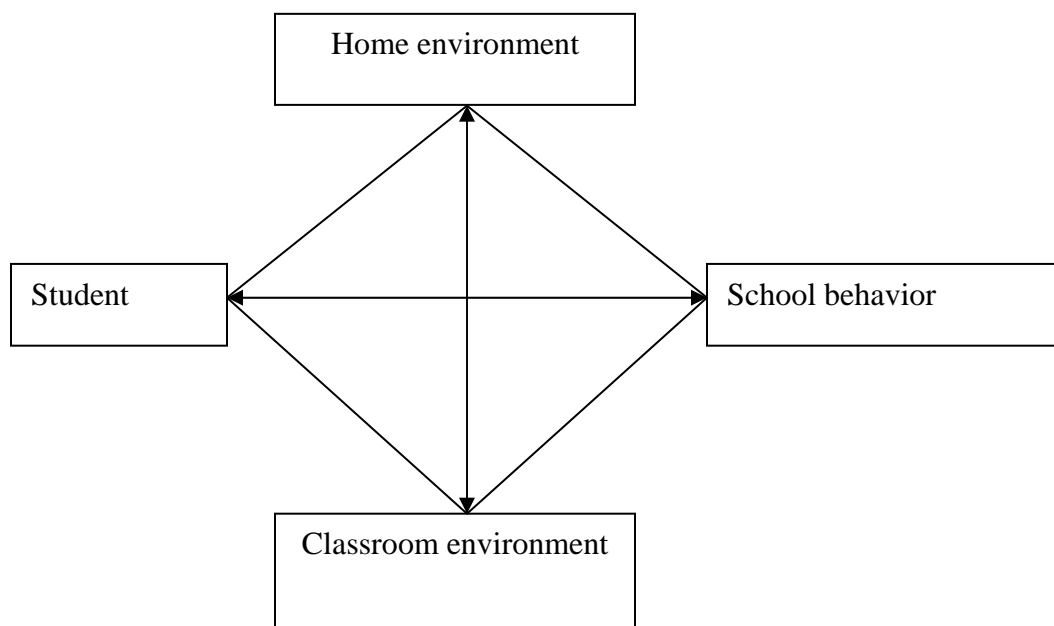 Home environment
Student
School behavior
Classroom environment